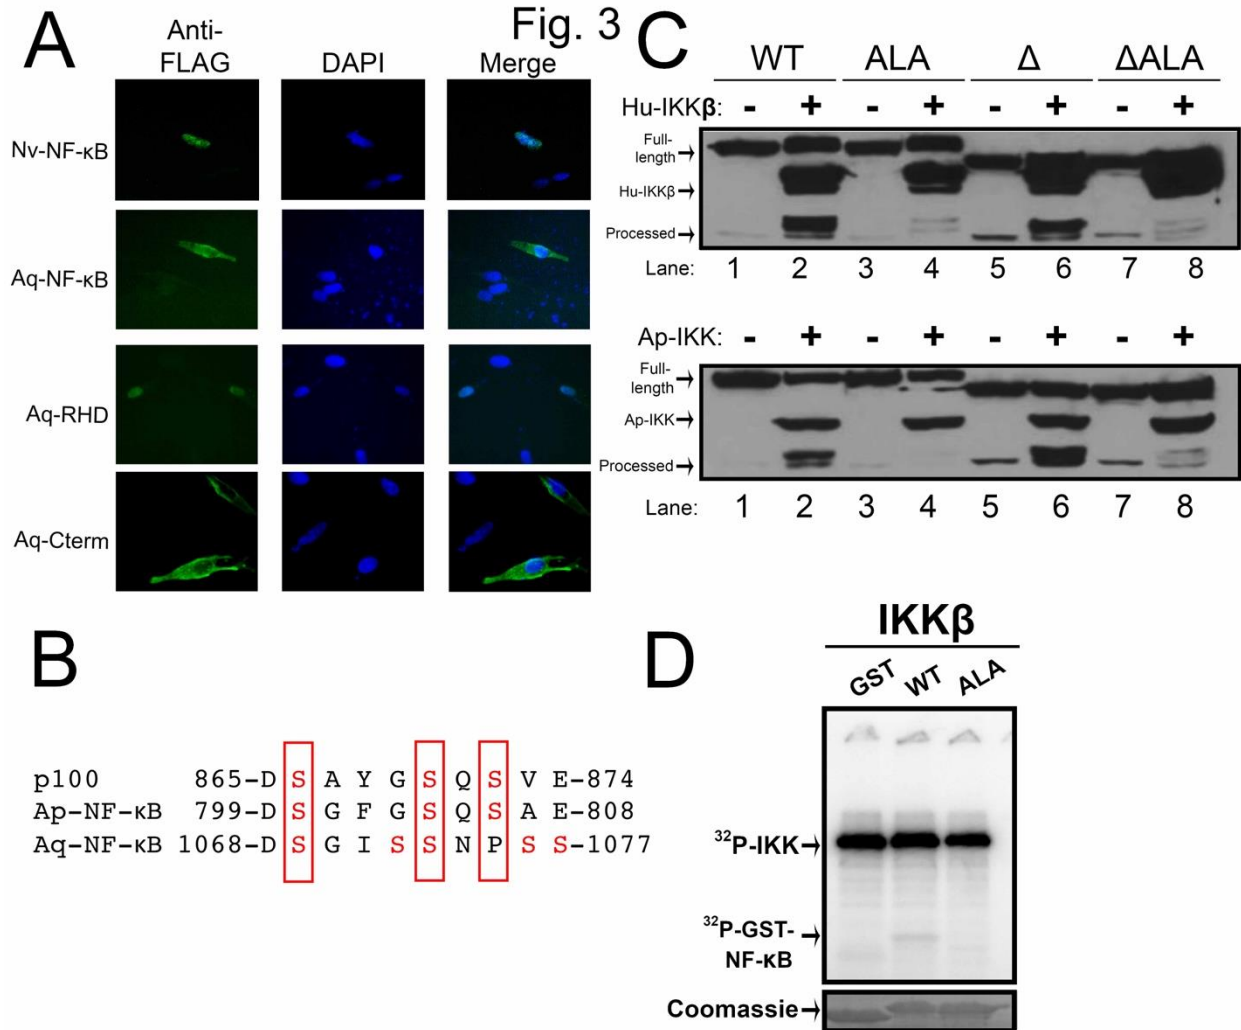 Fig. 3
A
Anti-
FLAG DAPI Merge
Nv-NF-κB
Aq-NF-κB
Aq-RHD
Aq-Cterm
B
p100 865-D S A Y G S Q S V E-874
Ap-NF-κB 799-D S G F G S Q S A E-808
Aq-NF-κB 1068-D S G I S S N P S S-1077
C
WT ALA Δ ΔALA
Hu-IKKβ: - + - + - + - +
Full-
length
Hu-IKKβ
Processed
Lane: 1 2 3 4 5 6 7 8
Ap-IKK: - + - + - + - +
Full-
length
Ap-IKK
Processed
Lane: 1 2 3 4 5 6 7 8
D
IKKβ
GST WT ALA
³²P-IKK
³²P-GST-
NF-κB
Coomassie